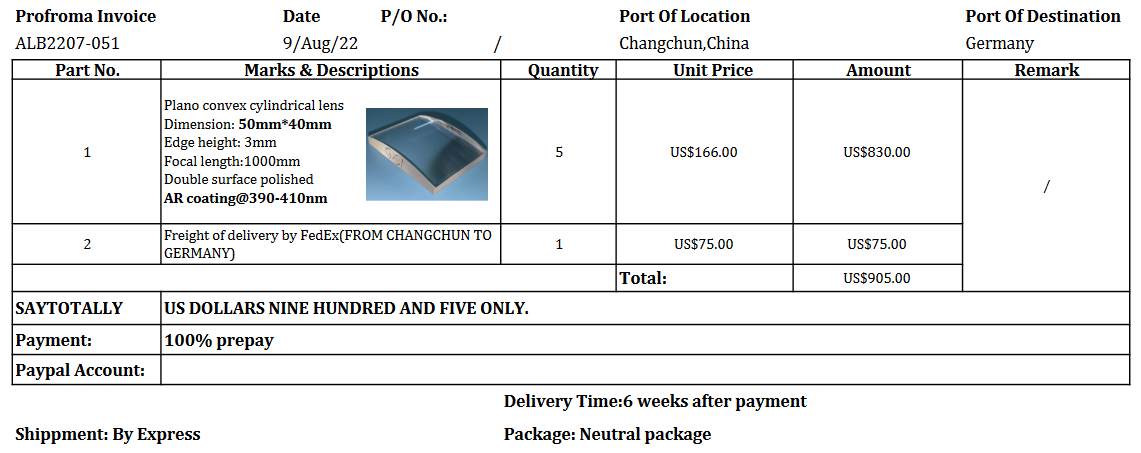 Profroma Invoice Date P/O No.: Port Of Location Port Of Destination
ALB2207-051 9/Aug/22 / Changchun,China Germany
Part No. Marks & Descriptions Quantity Unit Price Amount Remark
Plano convex cylindrical lens
Dimension: 50mm*40mm
Edge height: 3mm
1 Focal length:1000mm 5 US$166.00 US$830.00
Double surface polished
AR coating@390-410nm
/
2 Freight of delivery by FedEx(FROM CHANGCHUN TO 1 US$75.00 US$75.00
GERMANY)
Total: US$905.00
SAYTOTALLY US DOLLARS NINE HUNDRED AND FIVE ONLY.
Payment: 100% prepay
Paypal Account:
Delivery Time:6 weeks after payment
Shippment: By Express Package: Neutral package